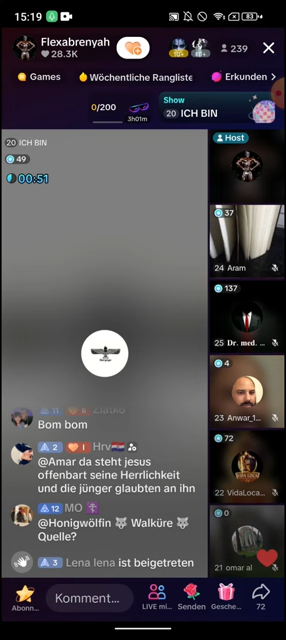 15:19
83
Flexabrenyah
28.3K
239
Games
Wöchentliche Rangliste
Erkunden
0/200
3h01m
Show
20 ICH BIN
20 ICH BIN
49
00:51
Host
37
24 Aram
137
25 Dr. med. ...
4
23 Anwar_1...
72
22 VidaLoca...
0
21 omar al
Bom bom
2 1 Hrv
@Amar da steht jesus
offenbart seine Herrlichkeit
und die jünger glaubten an ihn
12 MO
@Honigwölfin 🐺 Walküre 🐺
Quelle?
3 Lena lena ist beigetreten
Abonn...
Komment...
LIVE mi...
Senden
Gesche...
72